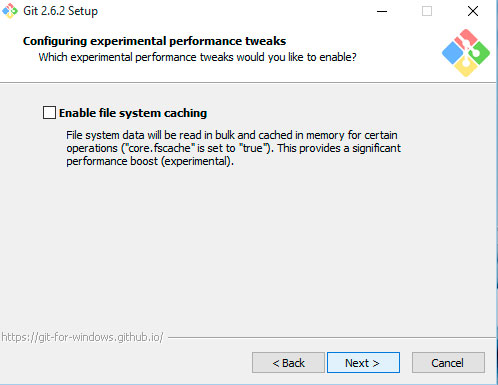 Git 2.6.2 Setup
Configuring experimental performance tweaks
Which experimental performance tweaks would you like to enable?
Enable file system caching
File system data will be read in bulk and cached in memory for certain
operations ("core.fscache" is set to "true"). This provides a significant
performance boost (experimental).
https://git-for-windows.github.io/
< Back Next > Cancel